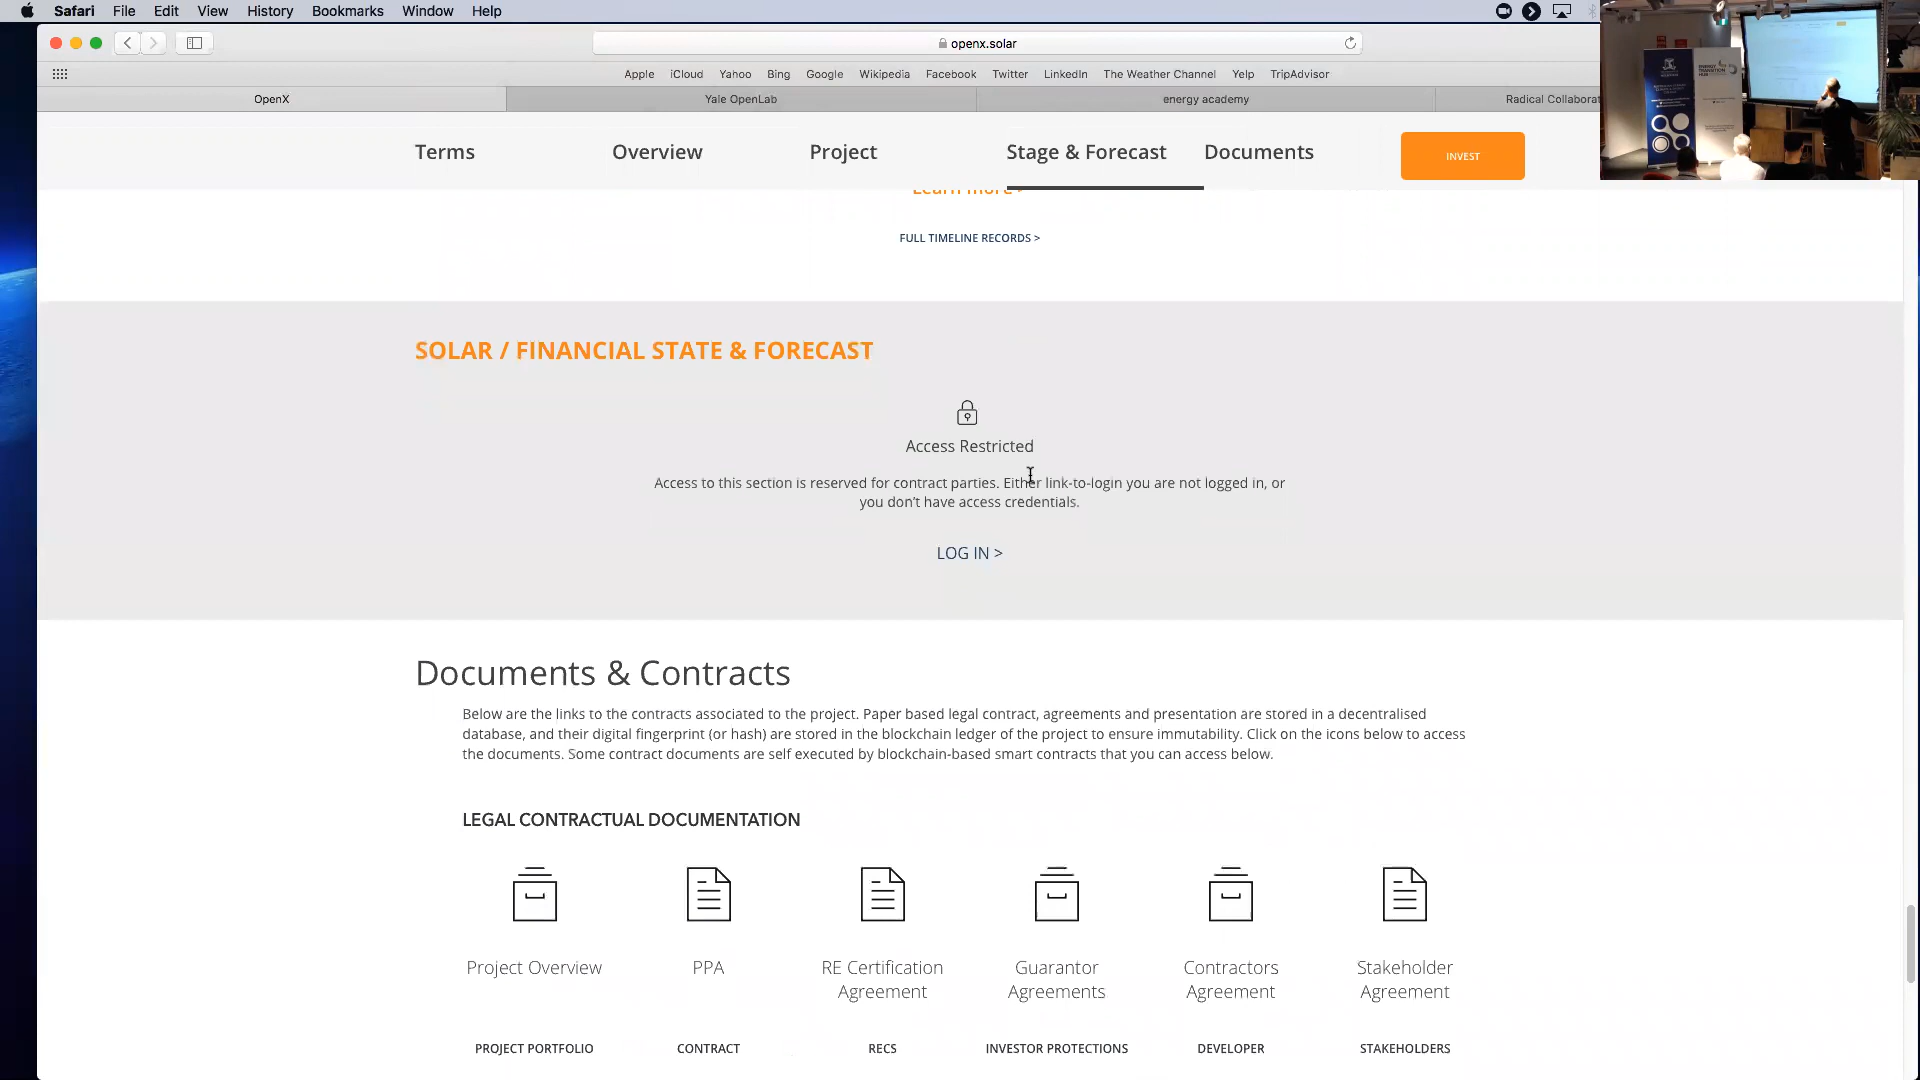 Safari File Edit View History Bookmarks Window Help
openx.solar
Apple iCloud Yahoo Bing Google Wikipedia Facebook Twitter LinkedIn The Weather Channel Yelp TripAdvisor
OpenX Yale OpenLab energy academy Radical Collaborat
Terms Overview Project Stage & Forecast Documents INVEST
Learn more >
FULL TIMELINE RECORDS >
SOLAR / FINANCIAL STATE & FORECAST
Access Restricted
Access to this section is reserved for contract parties. Either link-to-login you are not logged in, or
you don't have access credentials.
LOG IN >
Documents & Contracts
Below are the links to the contracts associated to the project. Paper based legal contract, agreements and presentation are stored in a decentralised
database, and their digital fingerprint (or hash) are stored in the blockchain ledger of the project to ensure immutability. Click on the icons below to access
the documents. Some contract documents are self executed by blockchain-based smart contracts that you can access below.
LEGAL CONTRACTUAL DOCUMENTATION
Project Overview PPA RE Certification Guarantor Contractors Stakeholder
Agreement Agreements Agreement Agreement
PROJECT PORTFOLIO CONTRACT RECS INVESTOR PROTECTIONS DEVELOPER STAKEHOLDERS